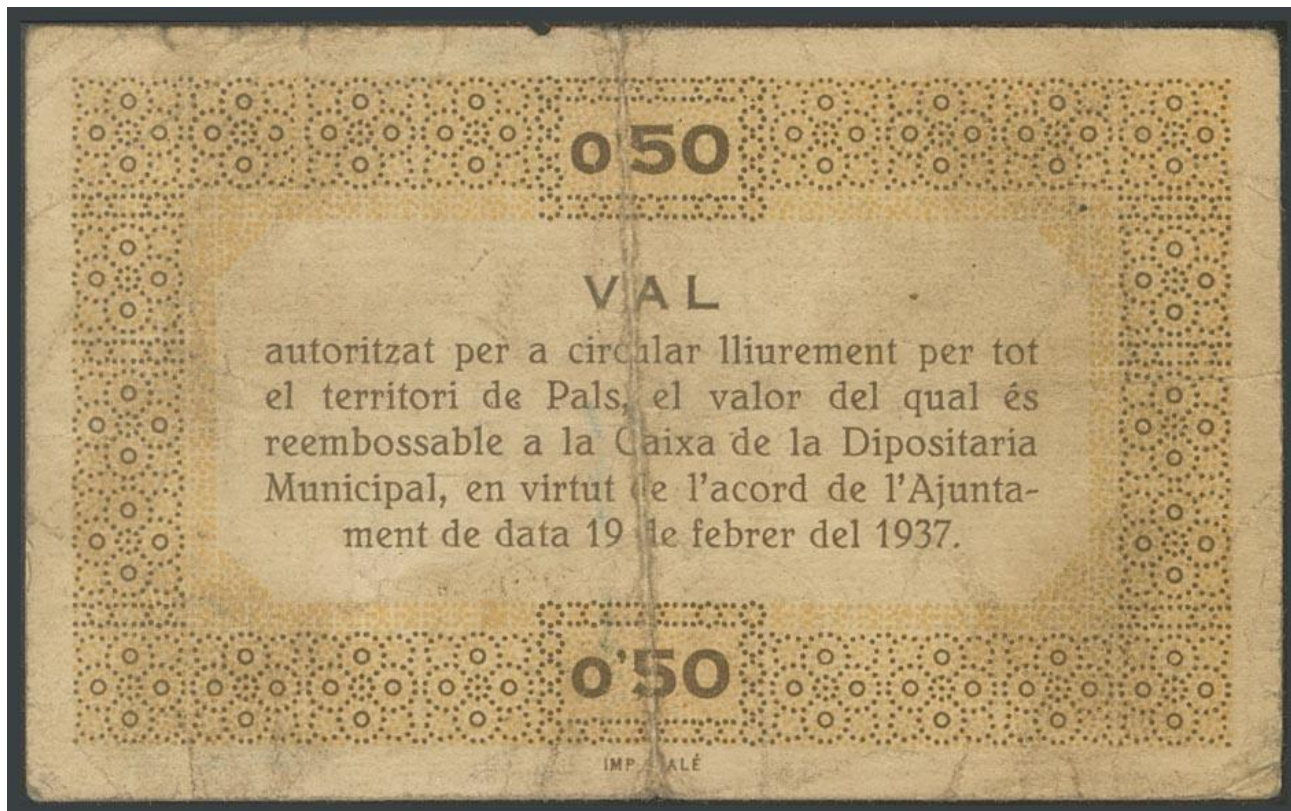 0'50
VAL
autoritzat per a circular lliurement per tot
el territori de Pals, el valor del qual és
reembossable a la Caixa de la Dipositaria
Municipal, en virtut de l'acord de l'Ajunta-
ment de data 19 de febrer del 1937.
0'50
IMP.